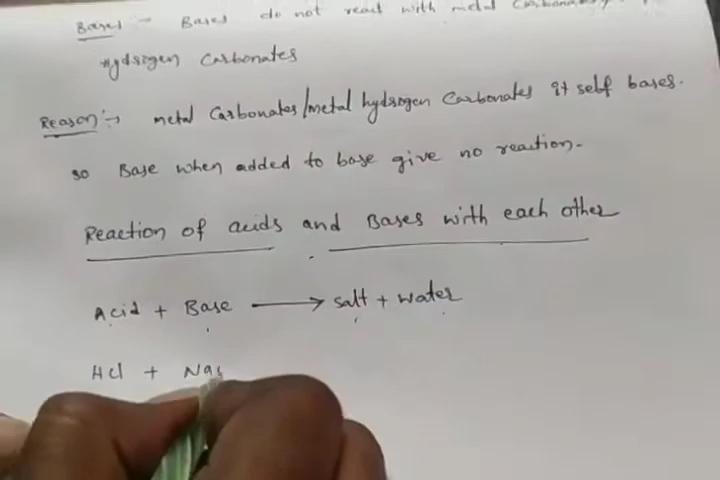 Bases :- Bases do not react with metal Carbonates
Hydrogen Carbonates
Reason :→ metal Carbonates/metal hydrogen Carbonates it self bases.
so Base when added to base give no reaction.
Reaction of acids and Bases with each other
Acid + Base ⟶ salt + water
HCl + Na